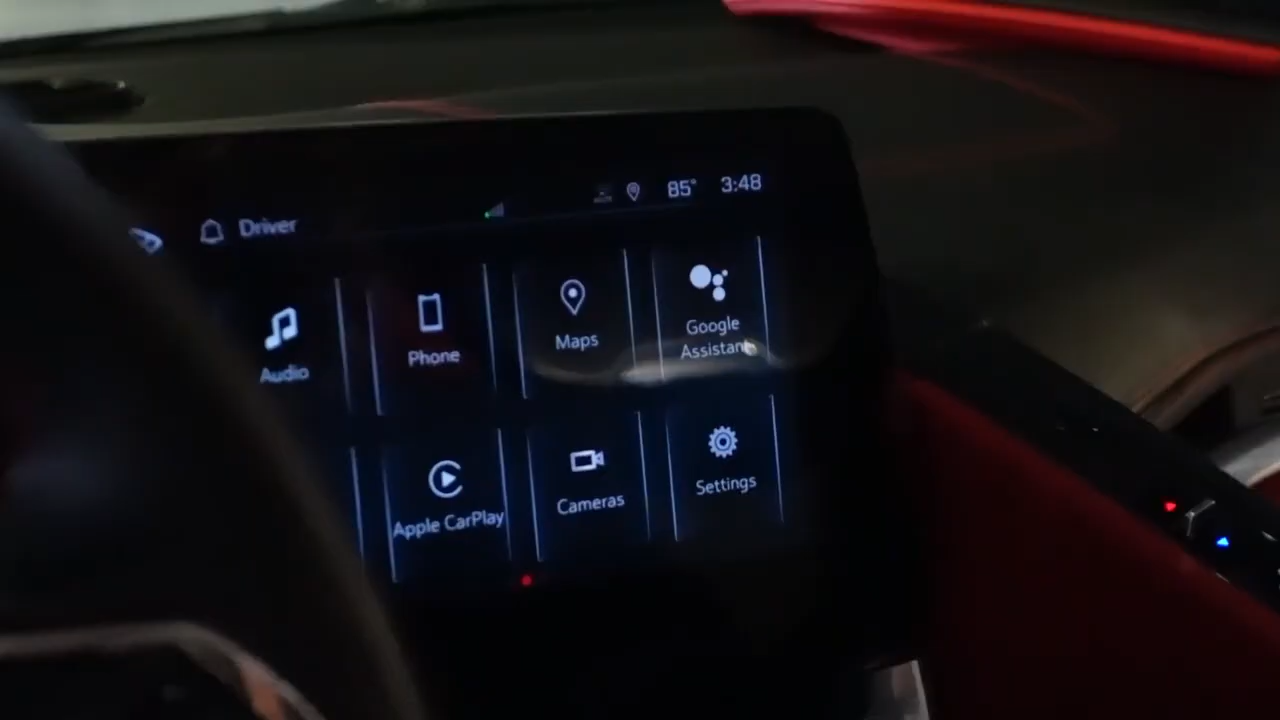 85° 3:48
Driver
Audio
Phone
Maps
Google
Assistant
Apple CarPlay
Cameras
Settings